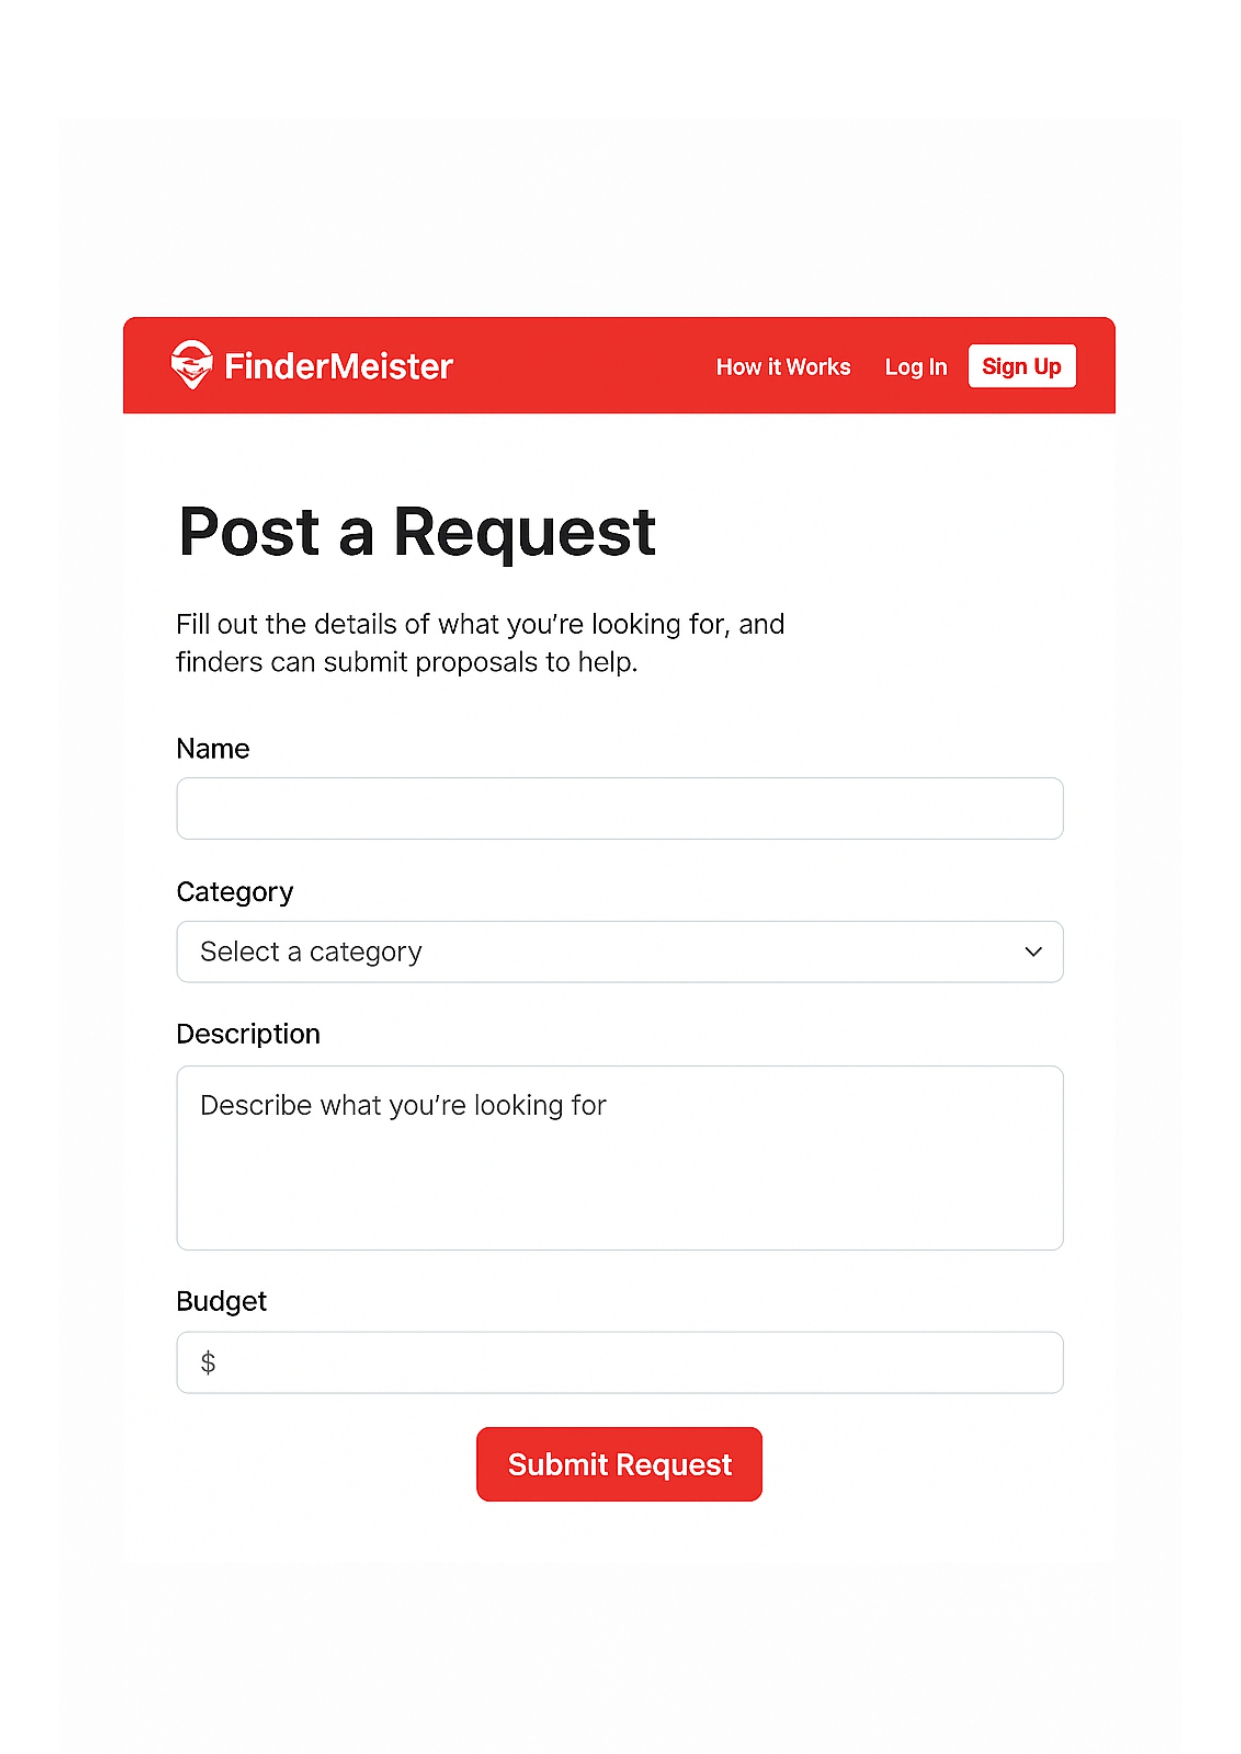 FinderMeister
How it Works
Log In
Sign Up
Post a Request
Fill out the details of what you’re looking for, and
finders can submit proposals to help.
Name
Category
Select a category
Description
Describe what you’re looking for
Budget
$
Submit Request